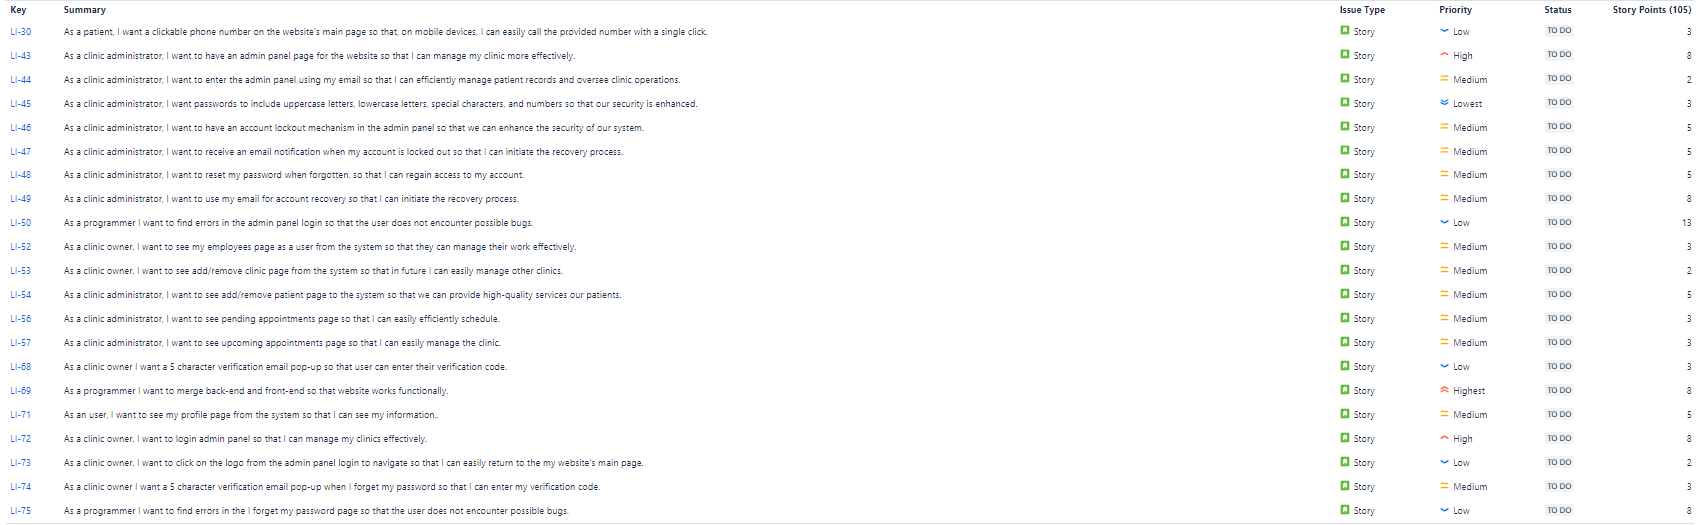 Key Summary Issue Type Priority Status Story Points (105)
LI-30 As a patient, I want a clickable phone number on the website's main page so that, on mobile devices, I can easily call the provided number with a single click. Story Low TO DO 3
LI-43 As a clinic administrator, I want to have an admin panel page for the website so that I can manage my clinic more effectively. Story High TO DO 8
LI-44 As a clinic administrator, I want to enter the admin panel using my email so that I can efficiently manage patient records and oversee clinic operations. Story Medium TO DO 2
LI-45 As a clinic administrator, I want passwords to include uppercase letters, lowercase letters, special characters, and numbers so that our security is enhanced. Story Lowest TO DO 3
LI-46 As a clinic administrator, I want to have an account lockout mechanism in the admin panel so that we can enhance the security of our system. Story Medium TO DO 5
LI-47 As a clinic administrator, I want to receive an email notification when my account is locked out so that I can initiate the recovery process. Story Medium TO DO 5
LI-48 As a clinic administrator, I want to reset my password when forgotten, so that I can regain access to my account. Story Medium TO DO 5
LI-49 As a clinic administrator, I want to use my email for account recovery so that I can initiate the recovery process. Story Medium TO DO 8
LI-50 As a programmer I want to find errors in the admin panel login so that the user does not encounter possible bugs. Story Low TO DO 13
LI-52 As a clinic owner, I want to see my employees page as a user from the system so that they can manage their work effectively. Story Medium TO DO 3
LI-53 As a clinic owner, I want to see add/remove clinic page from the system so that in future I can easily manage other clinics. Story Medium TO DO 2
LI-54 As a clinic administrator, I want to see add/remove patient page to the system so that we can provide high-quality services our patients. Story Medium TO DO 5
LI-56 As a clinic administrator, I want to see pending appointments page so that I can easily efficiently schedule. Story Medium TO DO 3
LI-57 As a clinic administrator, I want to see upcoming appointments page so that I can easily manage the clinic. Story Medium TO DO 3
LI-68 As a clinic owner I want a 5 character verification email pop-up so that user can enter their verification code. Story Low TO DO 3
LI-69 As a programmer I want to merge back-end and front-end so that website works functionally. Story Highest TO DO 8
LI-71 As an user, I want to see my profile page from the system so that I can see my information.. Story Medium TO DO 5
LI-72 As a clinic owner, I want to login admin panel so that I can manage my clinics effectively. Story High TO DO 8
LI-73 As a clinic owner, I want to click on the logo from the admin panel login to navigate so that I can easily return to the my website's main page. Story Low TO DO 2
LI-74 As a clinic owner I want a 5 character verification email pop-up when I forget my password so that I can enter my verification code. Story Medium TO DO 3
LI-75 As a programmer I want to find errors in the I forget my password page so that the user does not encounter possible bugs. Story Low TO DO 8